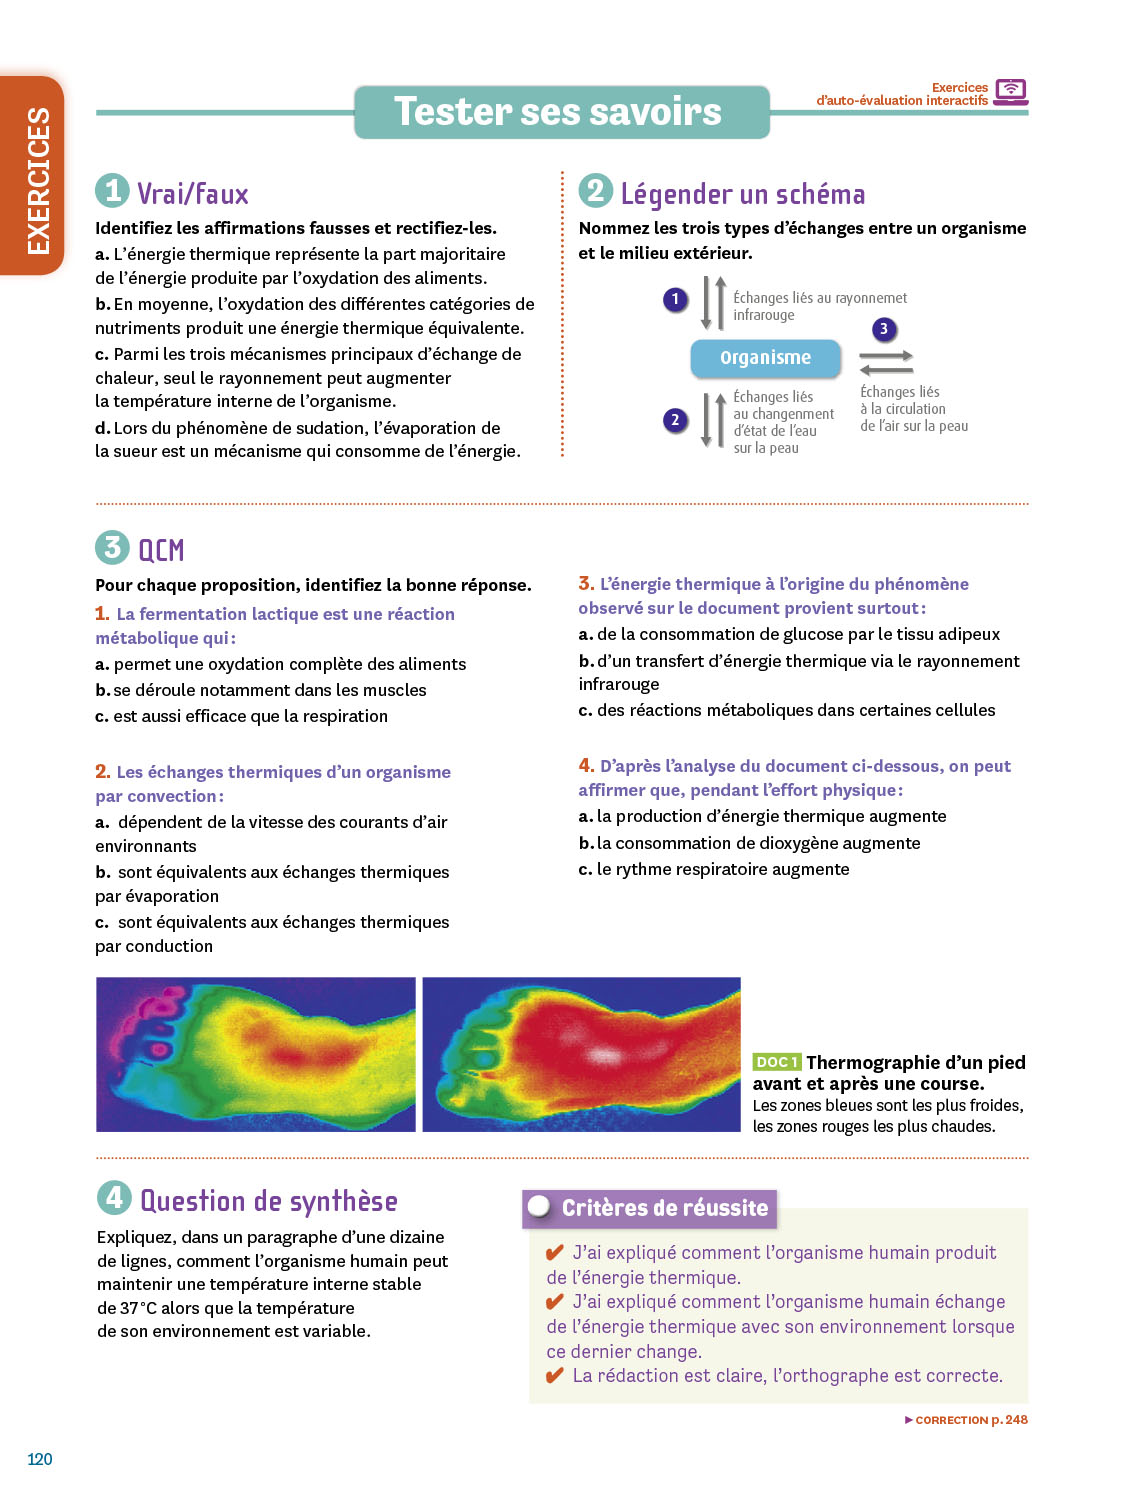 EXERCICES
Exercices
d'auto-évaluation interactifs
Tester ses savoirs
1 Vrai/faux
Identifiez les affirmations fausses et rectifiez-les.
a. L'énergie thermique représente la part majoritaire
de l'énergie produite par l'oxydation des aliments.
b. En moyenne, l'oxydation des différentes catégories de
nutriments produit une énergie thermique équivalente.
c. Parmi les trois mécanismes principaux d'échange de
chaleur, seul le rayonnement peut augmenter
la température interne de l'organisme.
d. Lors du phénomène de sudation, l'évaporation de
la sueur est un mécanisme qui consomme de l'énergie.
2 Légender un schéma
Nommez les trois types d'échanges entre un organisme
et le milieu extérieur.
1
Échanges liés au rayonnemet
infrarouge
3
Organisme
Échanges liés
à la circulation
de l'air sur la peau
2
Échanges liés
au changenment
d'état de l'eau
sur la peau
3 QCM
Pour chaque proposition, identifiez la bonne réponse.
1. La fermentation lactique est une réaction
métabolique qui :
a. permet une oxydation complète des aliments
b. se déroule notamment dans les muscles
c. est aussi efficace que la respiration
2. Les échanges thermiques d'un organisme
par convection :
a. dépendent de la vitesse des courants d'air
environnants
b. sont équivalents aux échanges thermiques
par évaporation
c. sont équivalents aux échanges thermiques
par conduction
3. L'énergie thermique à l'origine du phénomène
observé sur le document provient surtout :
a. de la consommation de glucose par le tissu adipeux
b. d'un transfert d'énergie thermique via le rayonnement
infrarouge
c. des réactions métaboliques dans certaines cellules
4. D'après l'analyse du document ci-dessous, on peut
affirmer que, pendant l'effort physique :
a. la production d'énergie thermique augmente
b. la consommation de dioxygène augmente
c. le rythme respiratoire augmente
DOC 1 Thermographie d'un pied
avant et après une course.
Les zones bleues sont les plus froides,
les zones rouges les plus chaudes.
4 Question de synthèse
Expliquez, dans un paragraphe d'une dizaine
de lignes, comment l'organisme humain peut
maintenir une température interne stable
de 37 °C alors que la température
de son environnement est variable.
Critères de réussite
✔ J'ai expliqué comment l'organisme humain produit
de l'énergie thermique.
✔ J'ai expliqué comment l'organisme humain échange
de l'énergie thermique avec son environnement lorsque
ce dernier change.
✔ La rédaction est claire, l'orthographe est correcte.
▶ CORRECTION p. 248
120